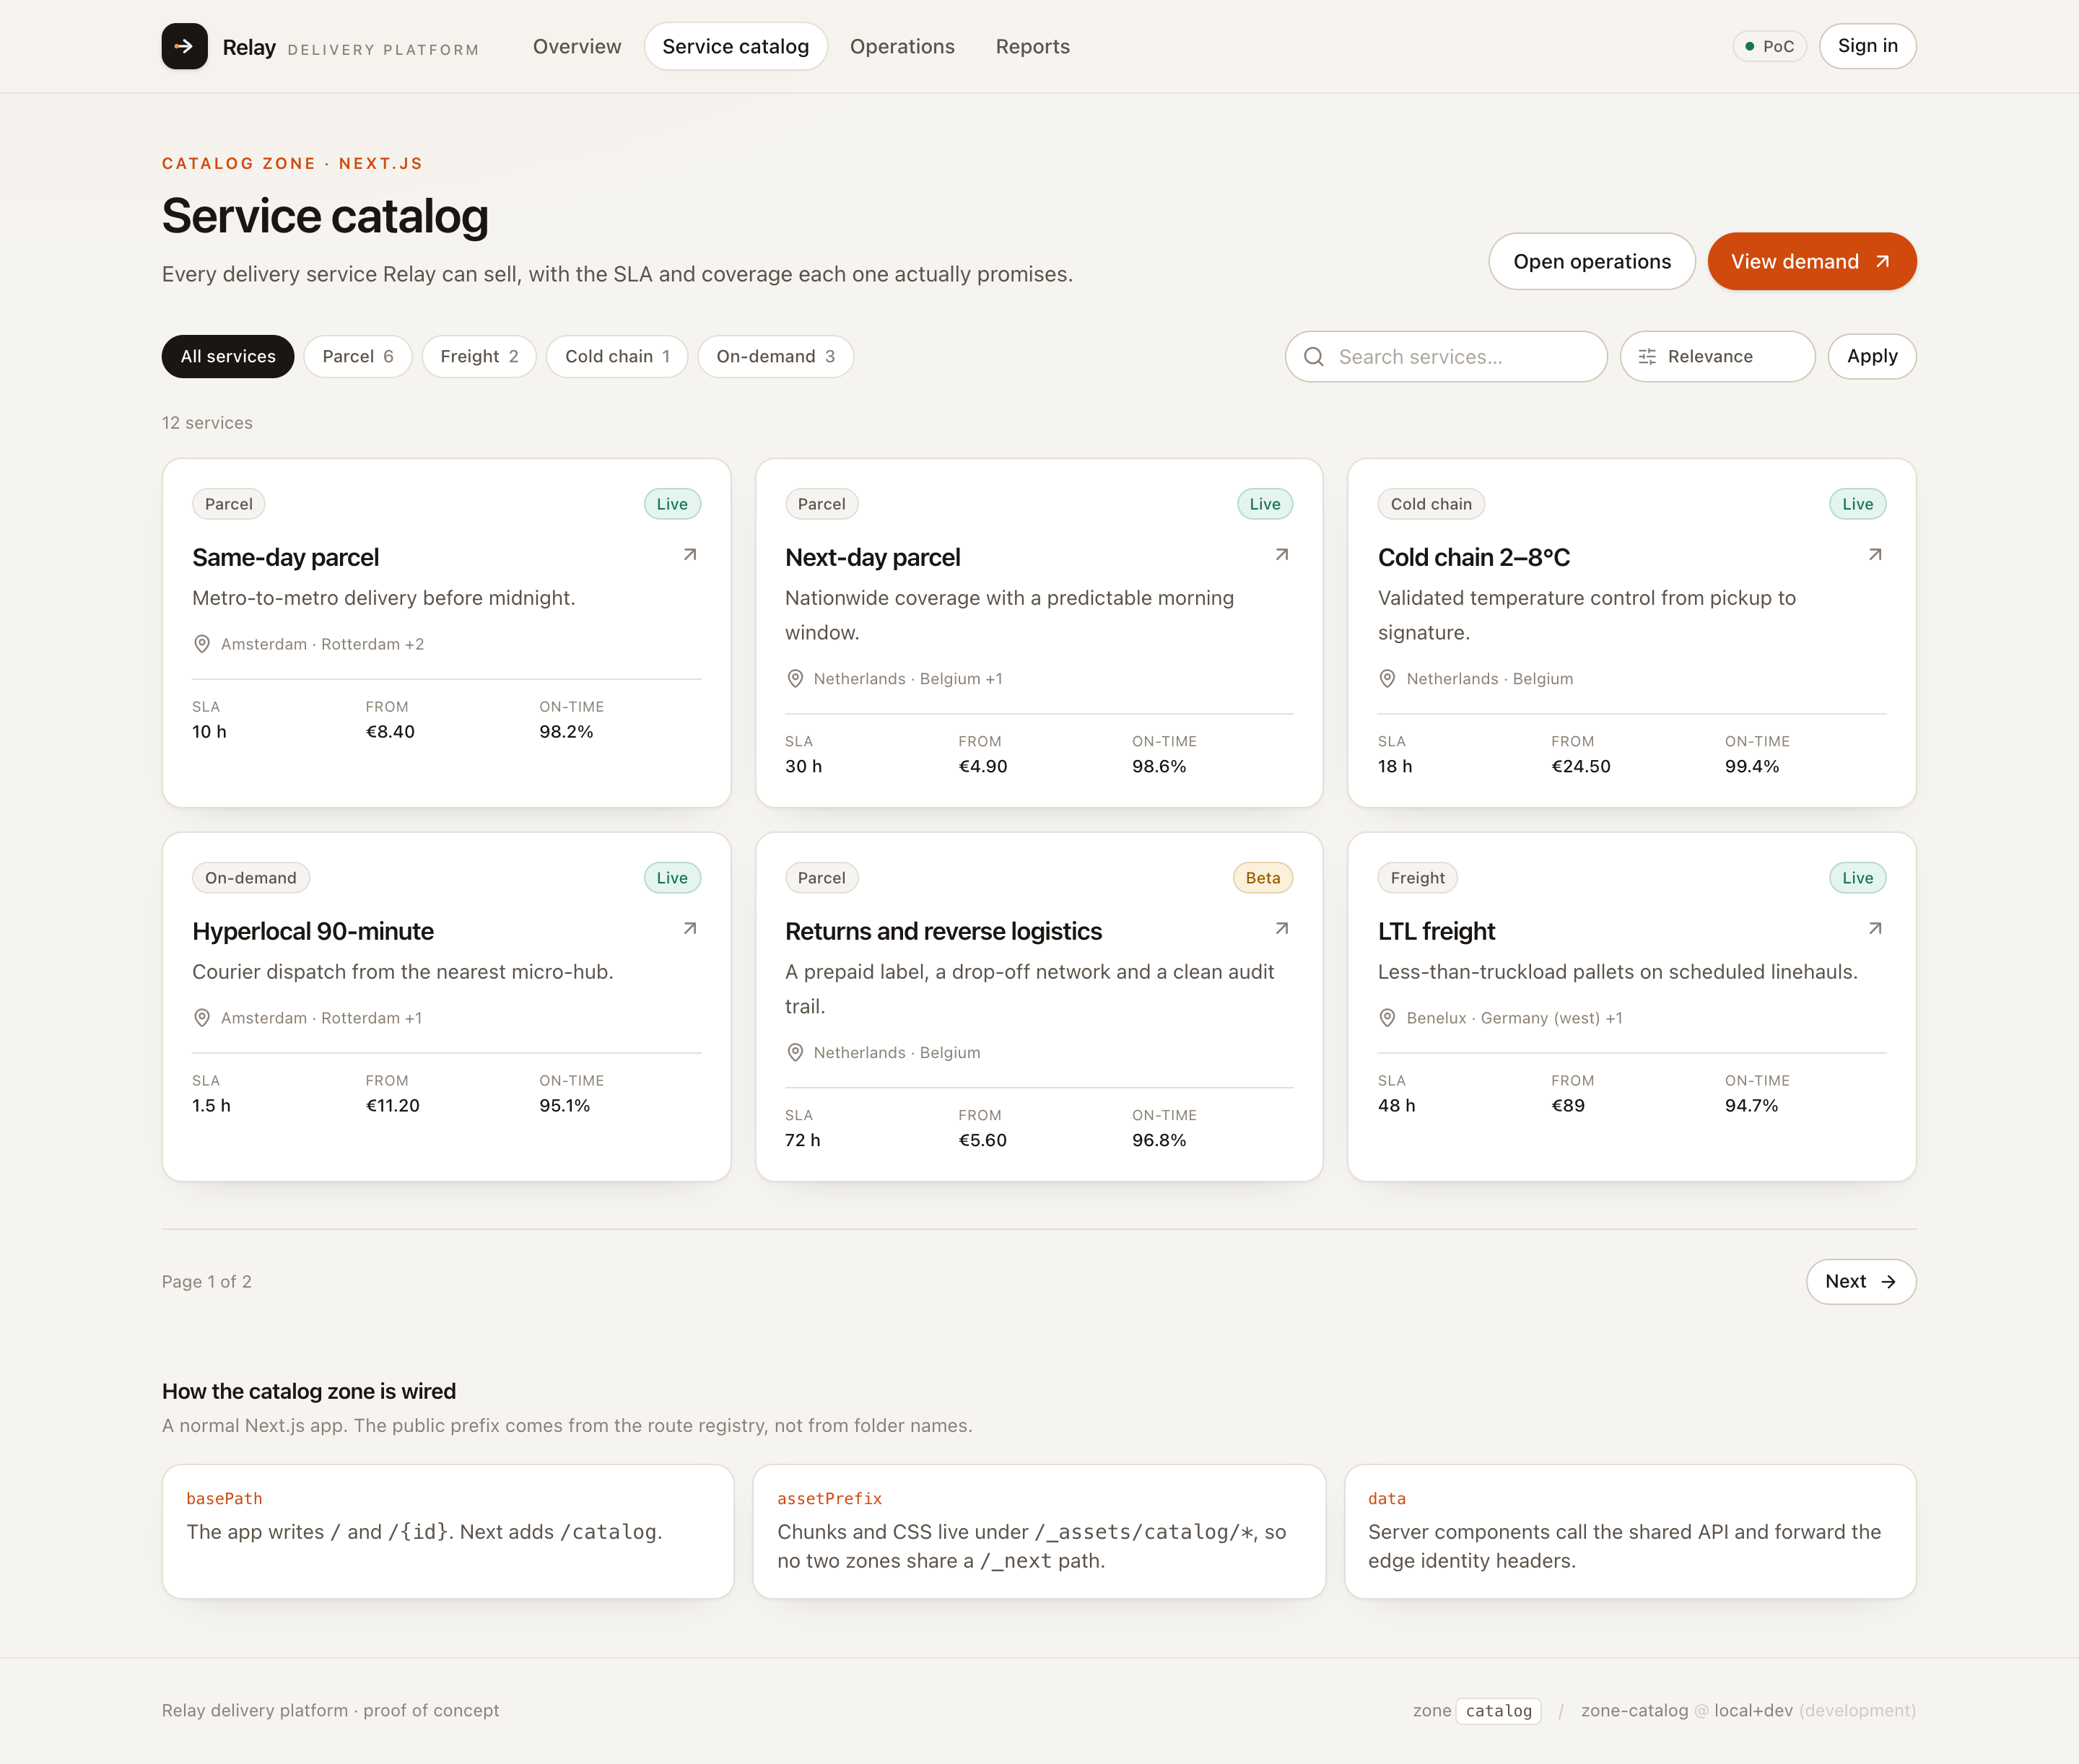 Relay DELIVERY PLATFORM Overview Service catalog Operations Reports PoC Sign in
CATALOG ZONE · NEXT.JS
Service catalog
Every delivery service Relay can sell, with the SLA and coverage each one actually promises.
Open operations View demand
All services Parcel 6 Freight 2 Cold chain 1 On-demand 3
Search services... Relevance Apply
12 services
Parcel Live
Same-day parcel
Metro-to-metro delivery before midnight.
Amsterdam · Rotterdam +2
SLA FROM ON-TIME
10 h €8.40 98.2%
Parcel Live
Next-day parcel
Nationwide coverage with a predictable morning
window.
Netherlands · Belgium +1
SLA FROM ON-TIME
30 h €4.90 98.6%
Cold chain Live
Cold chain 2–8°C
Validated temperature control from pickup to
signature.
Netherlands · Belgium
SLA FROM ON-TIME
18 h €24.50 99.4%
On-demand Live
Hyperlocal 90-minute
Courier dispatch from the nearest micro-hub.
Amsterdam · Rotterdam +1
SLA FROM ON-TIME
1.5 h €11.20 95.1%
Parcel Beta
Returns and reverse logistics
A prepaid label, a drop-off network and a clean audit
trail.
Netherlands · Belgium
SLA FROM ON-TIME
72 h €5.60 96.8%
Freight Live
LTL freight
Less-than-truckload pallets on scheduled linehauls.
Benelux · Germany (west) +1
SLA FROM ON-TIME
48 h €89 94.7%
Page 1 of 2 Next
How the catalog zone is wired
A normal Next.js app. The public prefix comes from the route registry, not from folder names.
basePath
The app writes / and /{id}. Next adds /catalog.
assetPrefix
Chunks and CSS live under /_assets/catalog/*, so
no two zones share a /_next path.
data
Server components call the shared API and forward the
edge identity headers.
Relay delivery platform · proof of concept
zone catalog / zone-catalog @ local+dev (development)